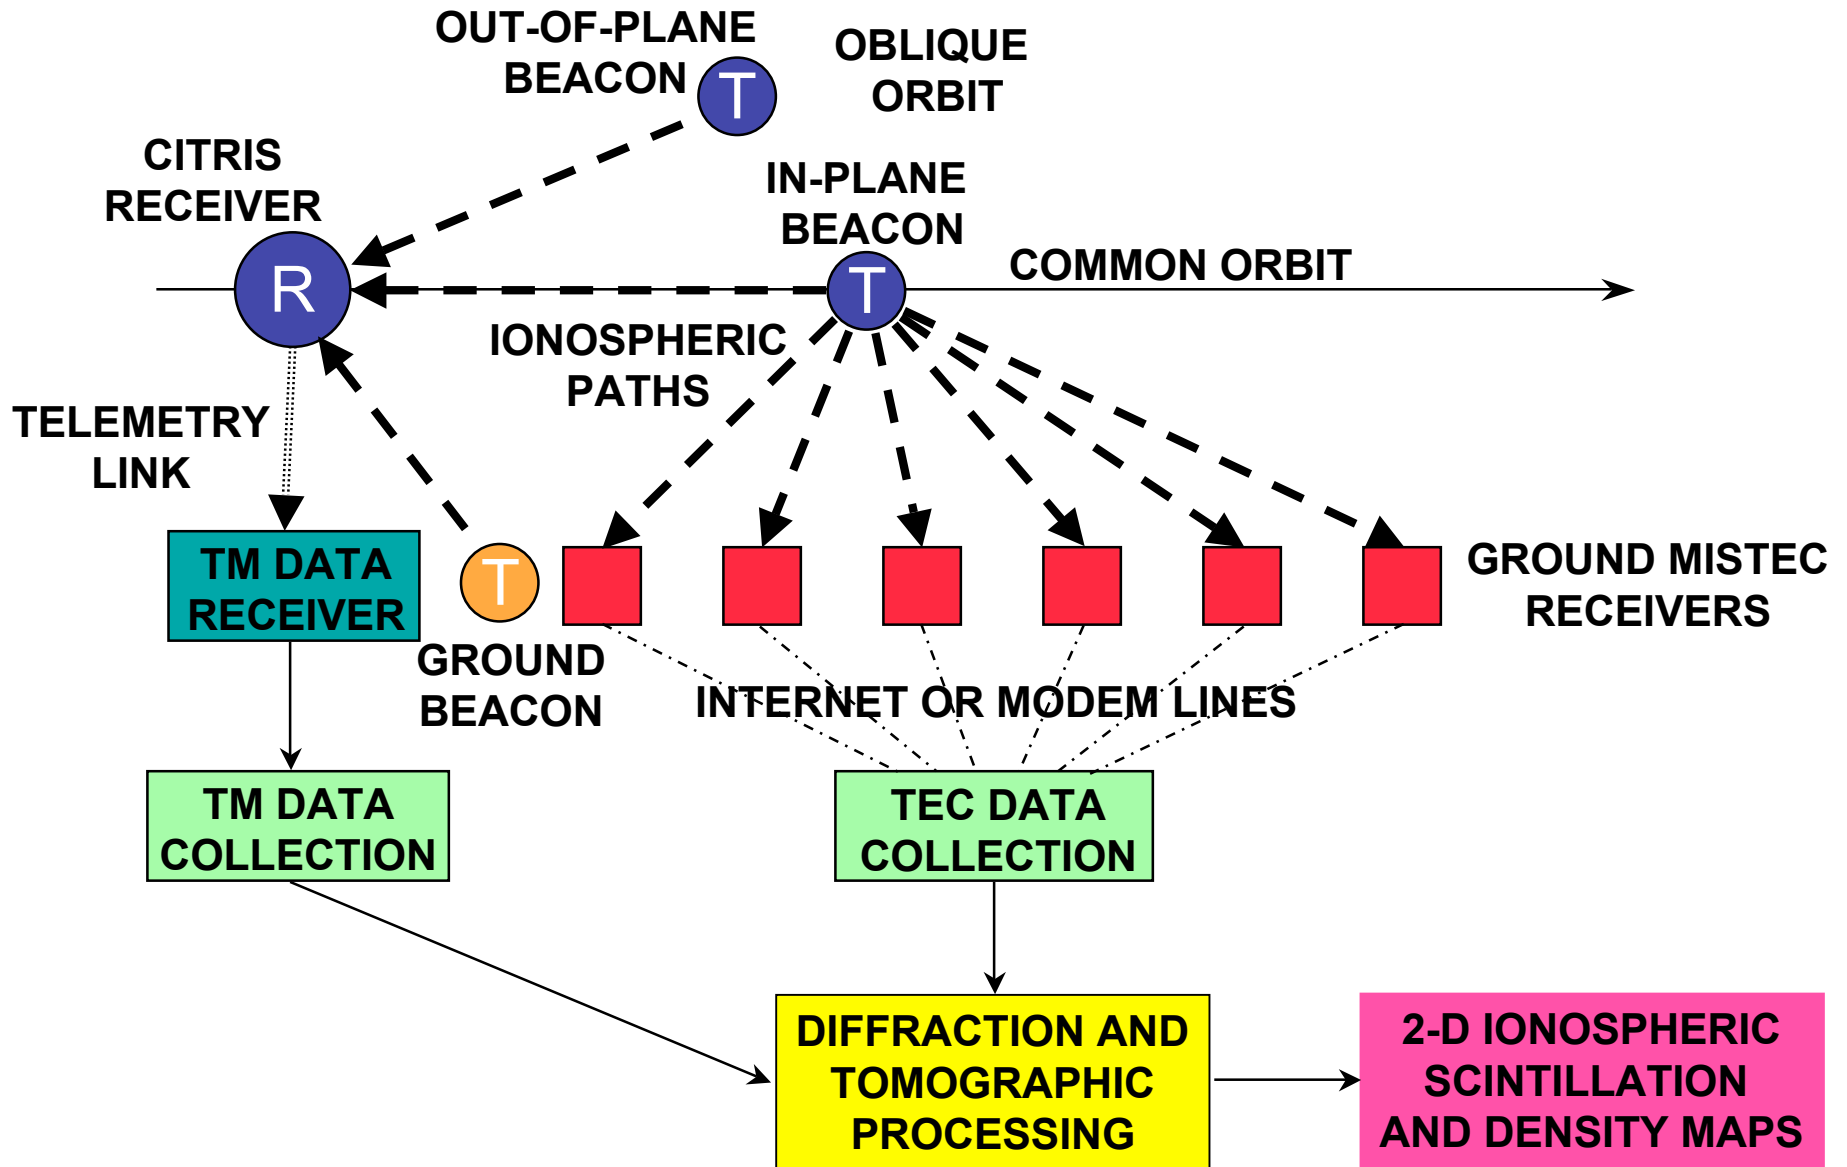 OUT-OF-PLANE
BEACON
T
OBLIQUE
ORBIT
CITRIS
RECEIVER
R
IN-PLANE
BEACON
T
COMMON ORBIT
IONOSPHERIC
PATHS
TELEMETRY
LINK
TM DATA
RECEIVER
T
GROUND
BEACON
GROUND MISTEC
RECEIVERS
INTERNET OR MODEM LINES
TM DATA
COLLECTION
TEC DATA
COLLECTION
DIFFRACTION AND
TOMOGRAPHIC
PROCESSING
2-D IONOSPHERIC
SCINTILLATION
AND DENSITY MAPS